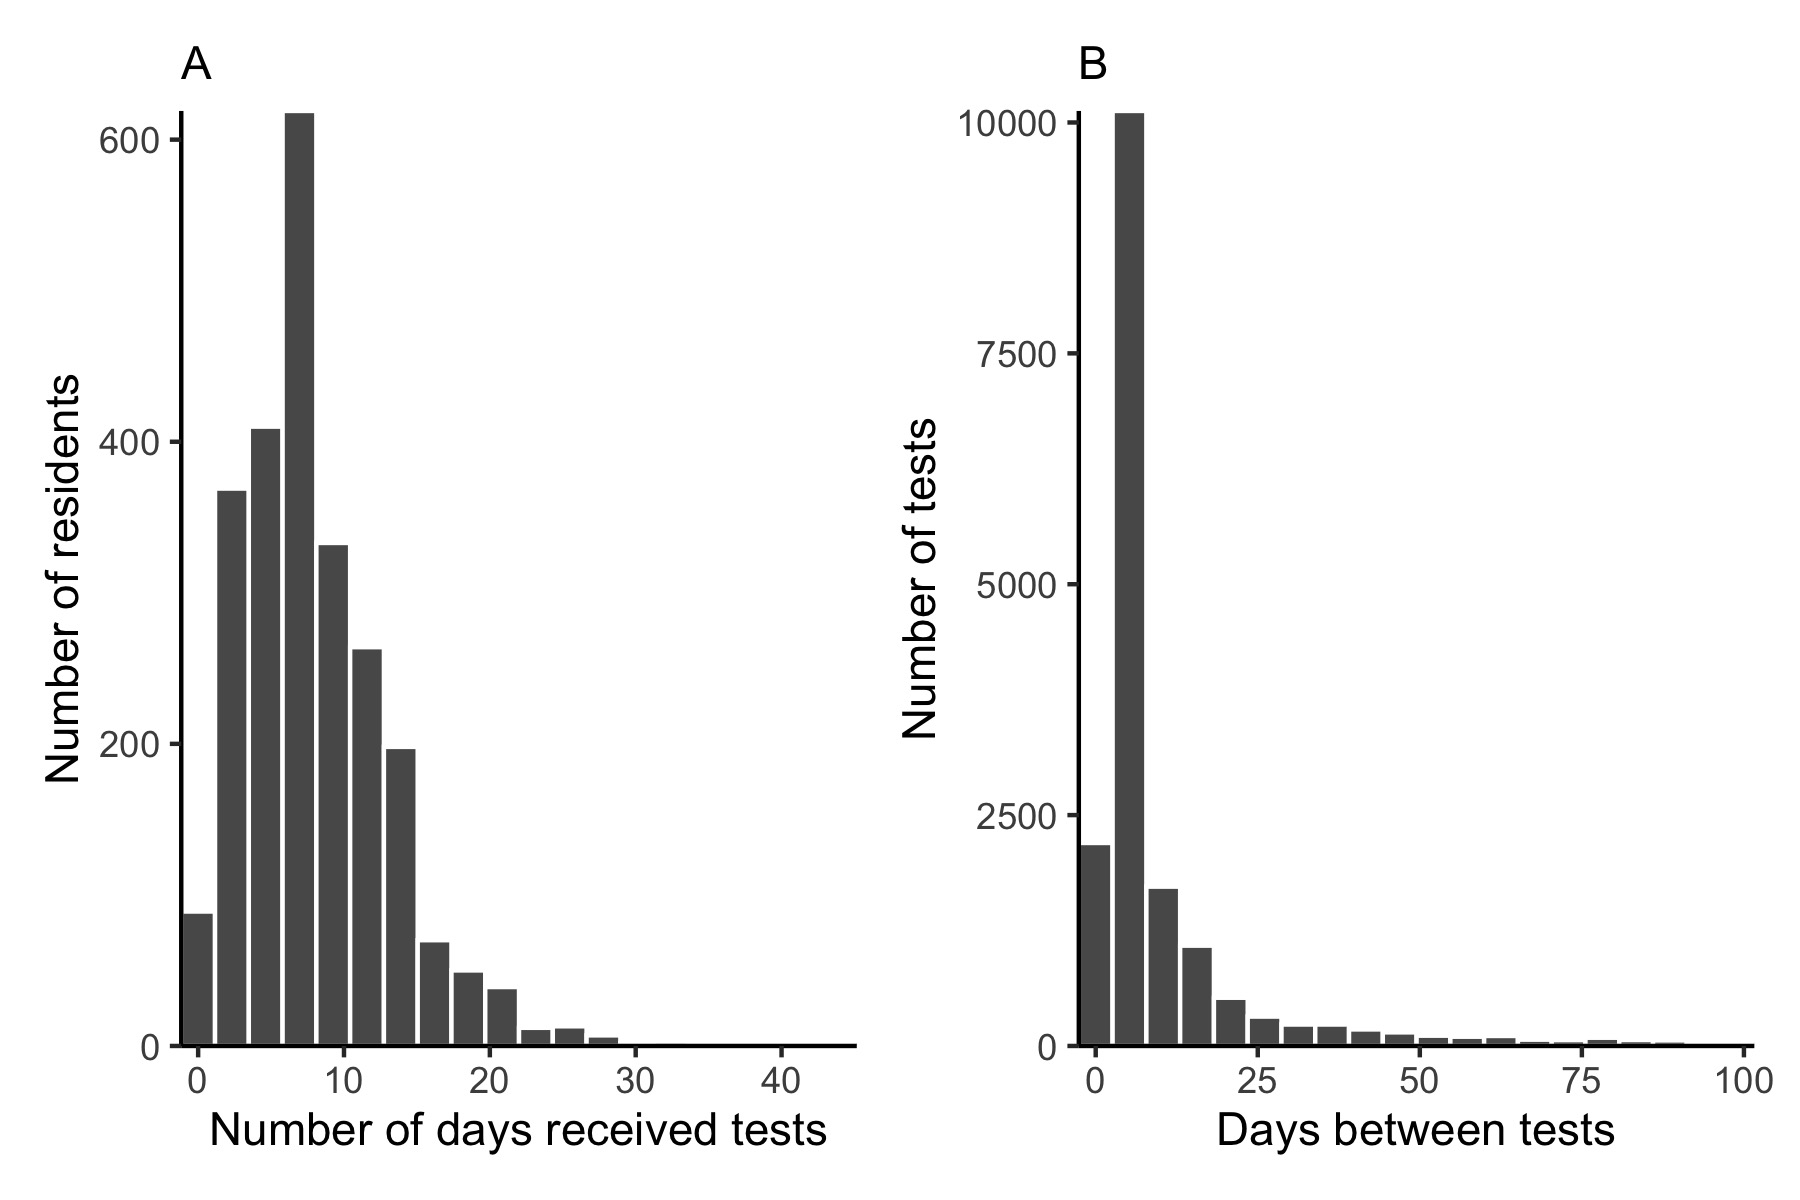 A
600
400
200
0
0 10 20 30 40
Number of days received tests
Number of residents
B
10000
7500
5000
2500
0
0 25 50 75 100
Days between tests
Number of tests